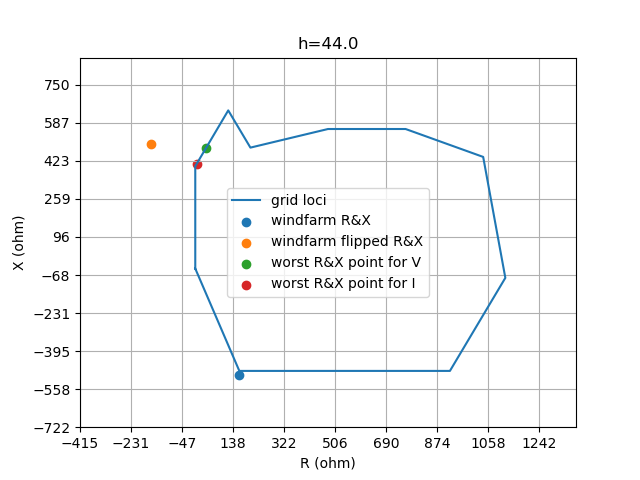 h=44.0
750
587
423
259
96
−68
−231
−395
−558
−722
X (ohm)
grid loci
windfarm R&X
windfarm flipped R&X
worst R&X point for V
worst R&X point for I
−415 −231 −47 138 322 506 690 874 1058 1242
R (ohm)